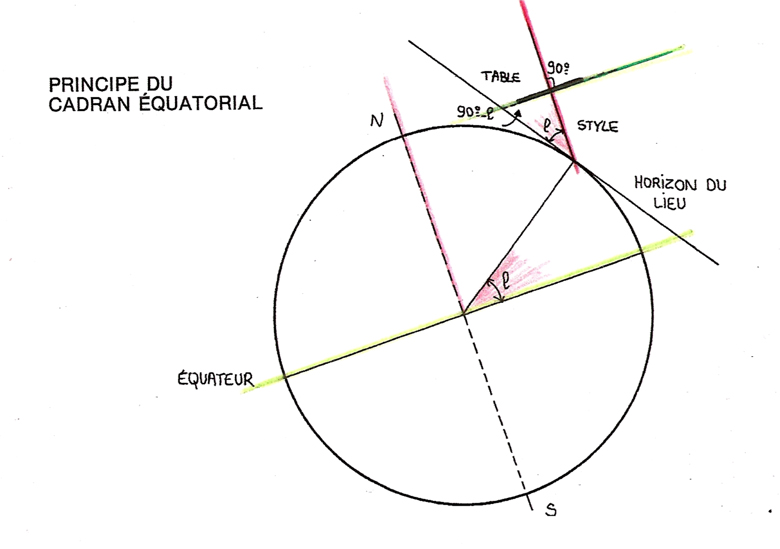 PRINCIPE DU
CADRAN ÉQUATORIAL
TABLE
90°
90°-l
l
STYLE
N
HORIZON DU
LIEU
l
ÉQUATEUR
S